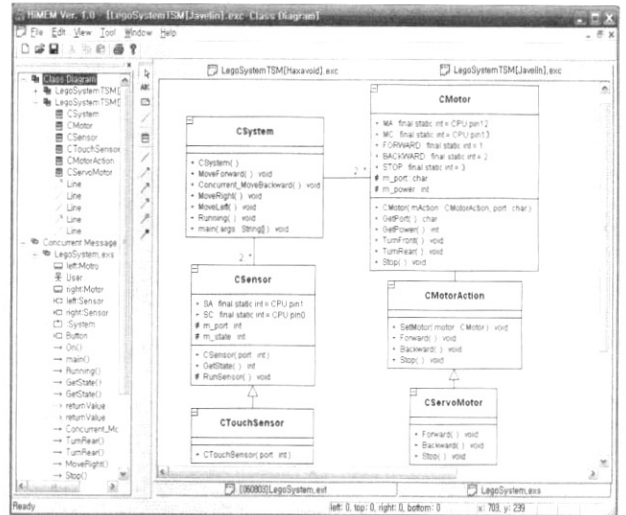 HiMEM Ver. 1.0 - [LegoSystemTSM[Javelin].exc-Class Diagram]
File Edit View Tool Window Help
Class Diagram
LegoSystemTSM[
LegoSystemTSM[
CSystem
CMotor
CSensor
CTouchSensor
CMotorAction
CServoMotor
Line
Line
Line
Line
Line
Concurrent Message
LegoSystem,exs
left:Motro
User
right:Motor
left:Sensor
right:Sensor
:System
Button
On()
main()
Running()
GetState()
GetState()
returnValue
returnValue
Concurrent_Mc
TurnRear()
TurnRear()
MoveRight()
Stop()
ABC
LegoSystemTSM[Haxavoid],exc
LegoSystemTSM[Javelin],exc
CSystem
+ CSystem( )
+ MoveForward( ) void
+ Concurrent_MoveBackward( ) void
+ MoveRight( ) void
+ MoveLeft( ) void
+ Running( ) void
+ main( args String[] ) void
2..*
2..*
CMotor
+ MA final static int = CPU pin12
+ MC final static int = CPU pin13
+ FORWARD final static int = 1
+ BACKWARD final static int = 2
+ STOP final static int = 3
# m_port char
# m_power int
+ CMotor( mAction CMotorAction, port char )
+ GetPort( ) char
+ GetPower( ) int
+ TurnFront( ) void
+ TurnRear( ) void
+ Stop( ) void
CSensor
+ SA final static int = CPU pin1
+ SC final static int = CPU pin0
# m_port int
# m_state int
+ CSensor( port int )
+ GetState( ) int
# RunSensor( ) void
CMotorAction
+ SetMotor( motor CMotor ) void
+ Forward( ) void
+ Backward( ) void
+ Stop( ) void
CTouchSensor
+ CTouchSensor( port int )
CServoMotor
+ Forward( ) void
+ Backward( ) void
+ Stop( ) void
[060803]LegoSystem,ext
LegoSystem,exs
Ready
left: 0, top: 0, right: 0, bottom: 0
x: 709, y: 239